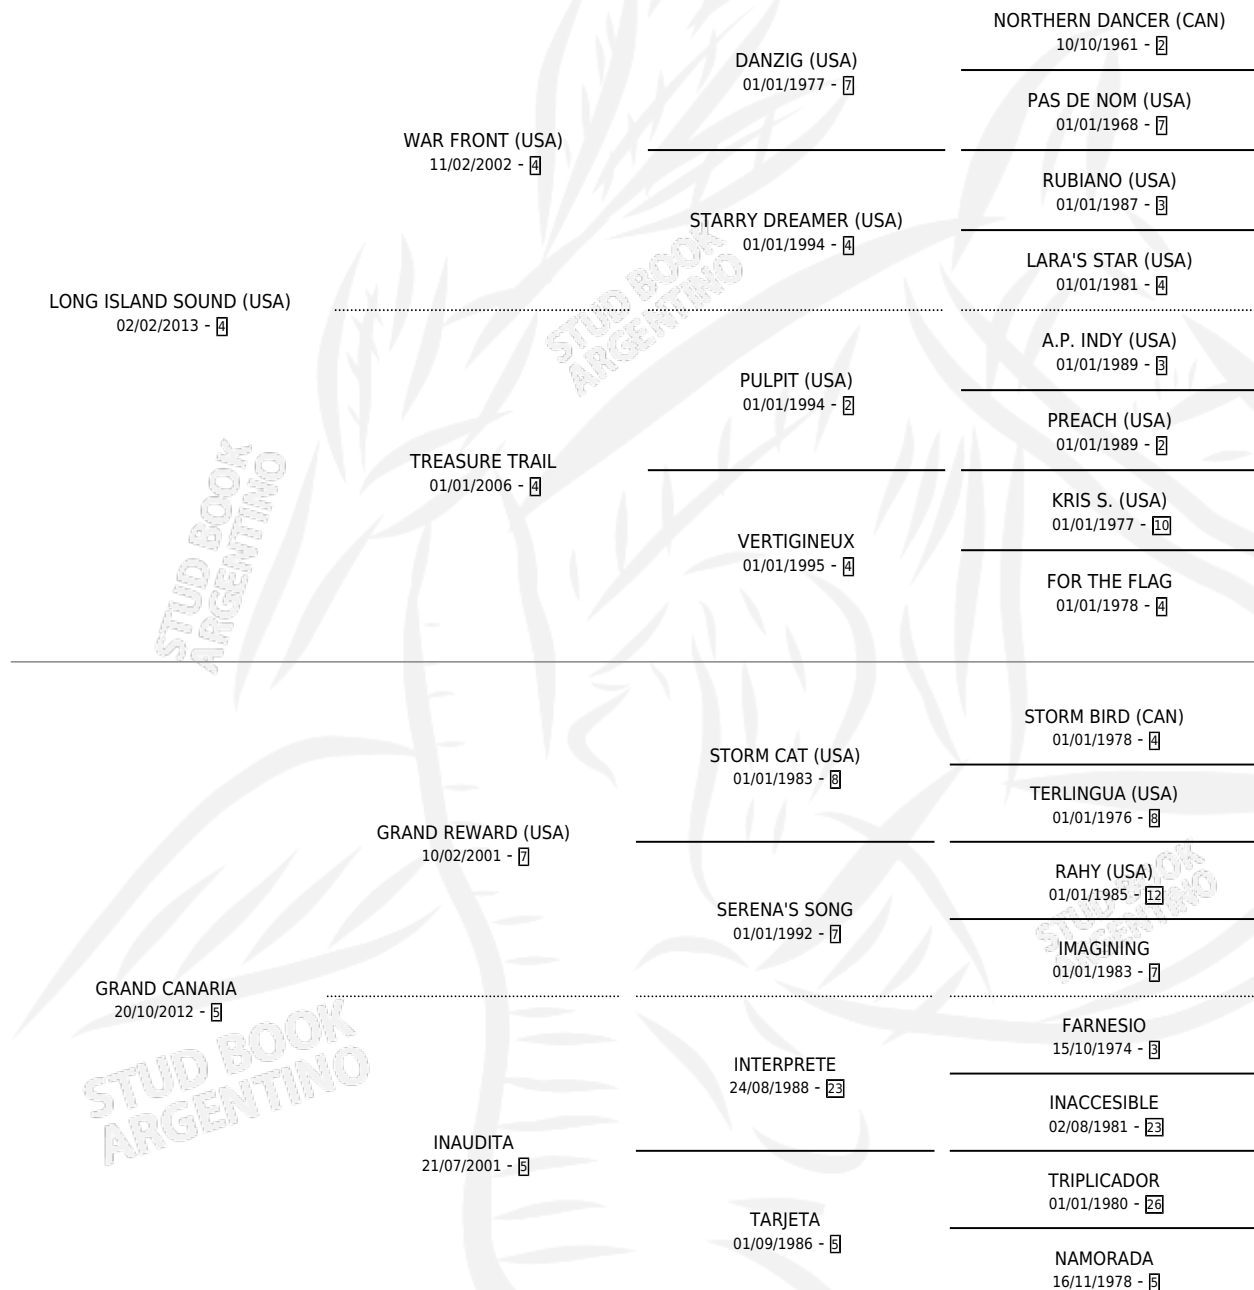 NORTHERN DANCER (CAN)
10/10/1961 - 2
DANZIG (USA)
01/01/1977 - 7
PAS DE NOM (USA)
01/01/1968 - 7
WAR FRONT (USA)
11/02/2002 - 4
RUBIANO (USA)
01/01/1987 - 3
STARRY DREAMER (USA)
01/01/1994 - 4
LARA'S STAR (USA)
01/01/1981 - 4
LONG ISLAND SOUND (USA)
02/02/2013 - 4
A.P. INDY (USA)
01/01/1989 - 3
PULPIT (USA)
01/01/1994 - 2
PREACH (USA)
01/01/1989 - 2
TREASURE TRAIL
01/01/2006 - 4
KRIS S. (USA)
01/01/1977 - 10
VERTIGINEUX
01/01/1995 - 4
FOR THE FLAG
01/01/1978 - 4
STORM BIRD (CAN)
01/01/1978 - 4
STORM CAT (USA)
01/01/1983 - 8
TERLINGUA (USA)
01/01/1976 - 8
GRAND REWARD (USA)
10/02/2001 - 7
RAHY (USA)
01/01/1985 - 12
SERENA'S SONG
01/01/1992 - 7
IMAGINING
01/01/1983 - 7
GRAND CANARIA
20/10/2012 - 5
FARNESIO
15/10/1974 - 3
INTERPRETE
24/08/1988 - 23
INACCESIBLE
02/08/1981 - 23
INAUDITA
21/07/2001 - 5
TRIPLICADOR
01/01/1980 - 26
TARJETA
01/09/1986 - 5
NAMORADA
16/11/1978 - 5
STUD BOOK
ARGENTINO
STUD BOOK
ARGENTINO
STUD BOOK
ARGENTINO
STUD BOOK
ARGENTINO